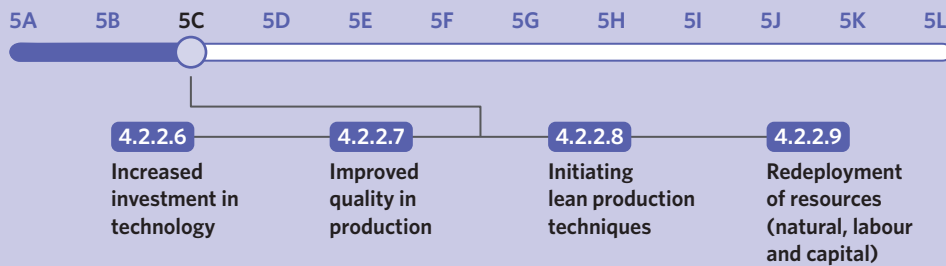 5A 5B 5C 5D 5E 5F 5G 5H 5I 5J 5K 5L
4.2.2.6
Increased
investment in
technology
4.2.2.7
Improved
quality in
production
4.2.2.8
Initiating
lean production
techniques
4.2.2.9
Redeployment
of resources
(natural, labour
and capital)